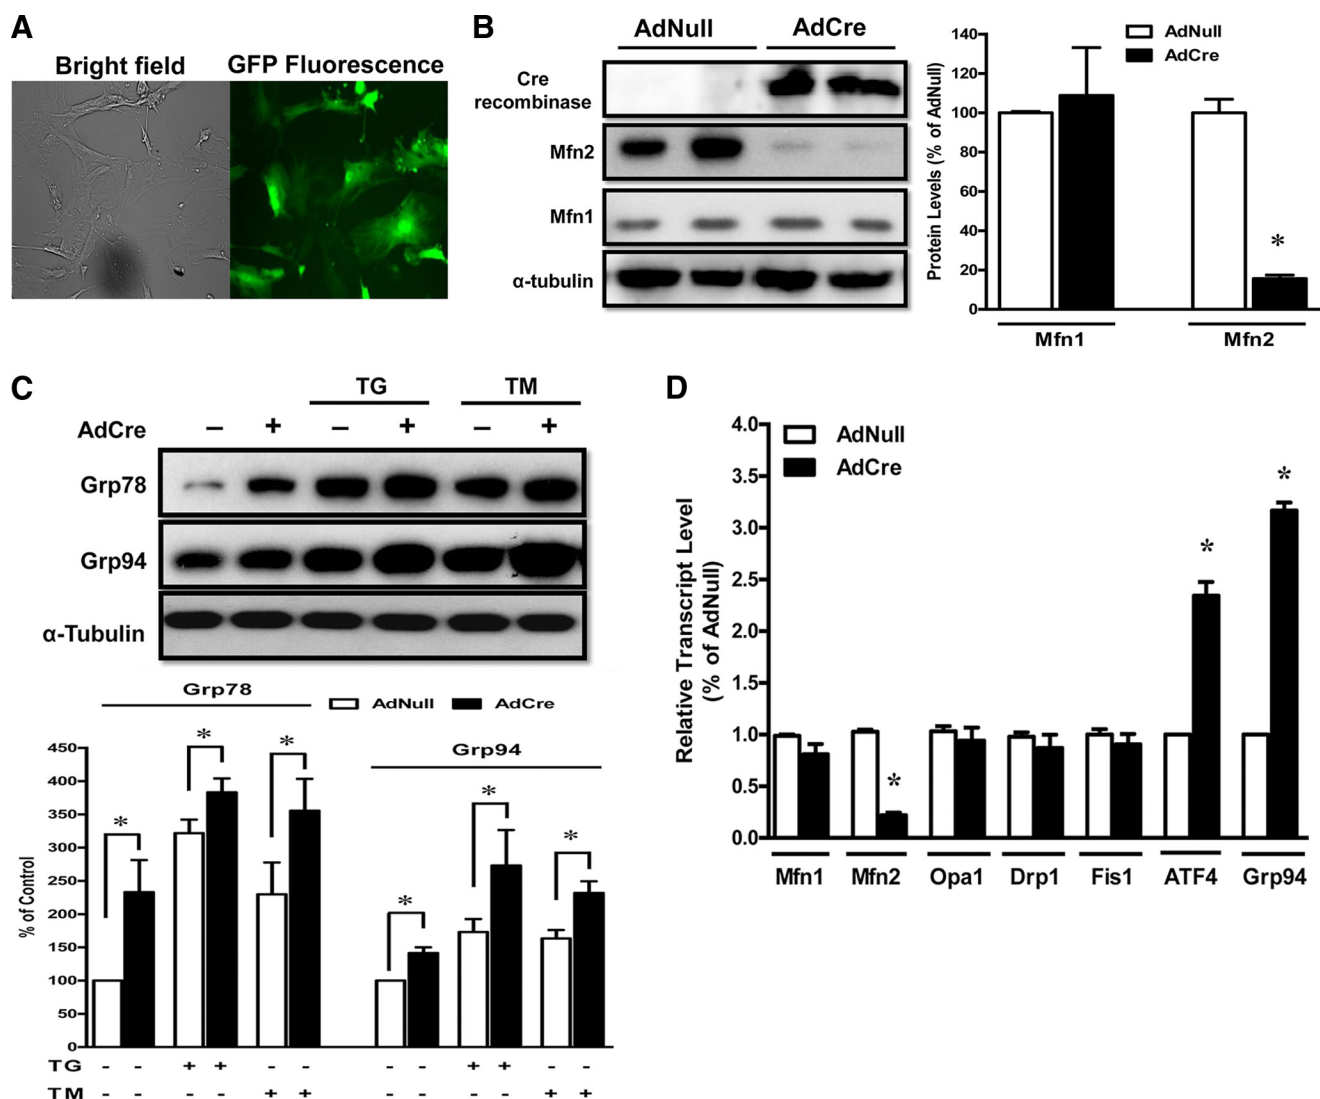 A
Bright field
GFP Fluorescence
B
AdNull
AdCre
Cre
recombinase
Mfn2
Mfn1
α-tubulin
Protein Levels (% of AdNull)
140
120
100
80
60
40
20
0
AdNull
AdCre
*
Mfn1
Mfn2
C
TG
TM
AdCre
– + – + – +
Grp78
Grp94
α-Tubulin
Grp78
AdNull
AdCre
Grp94
% of Control
450
400
350
300
250
200
150
100
50
0
* * * * * *
TG - - + + - - - - + + - -
TM - - - - + + - - - - + +
D
Relative Transcript Level
(% of AdNull)
4.0
3.5
3.0
2.5
2.0
1.5
1.0
0.5
0.0
AdNull
AdCre
* * *
Mfn1 Mfn2 Opa1 Drp1 Fis1 ATF4 Grp94